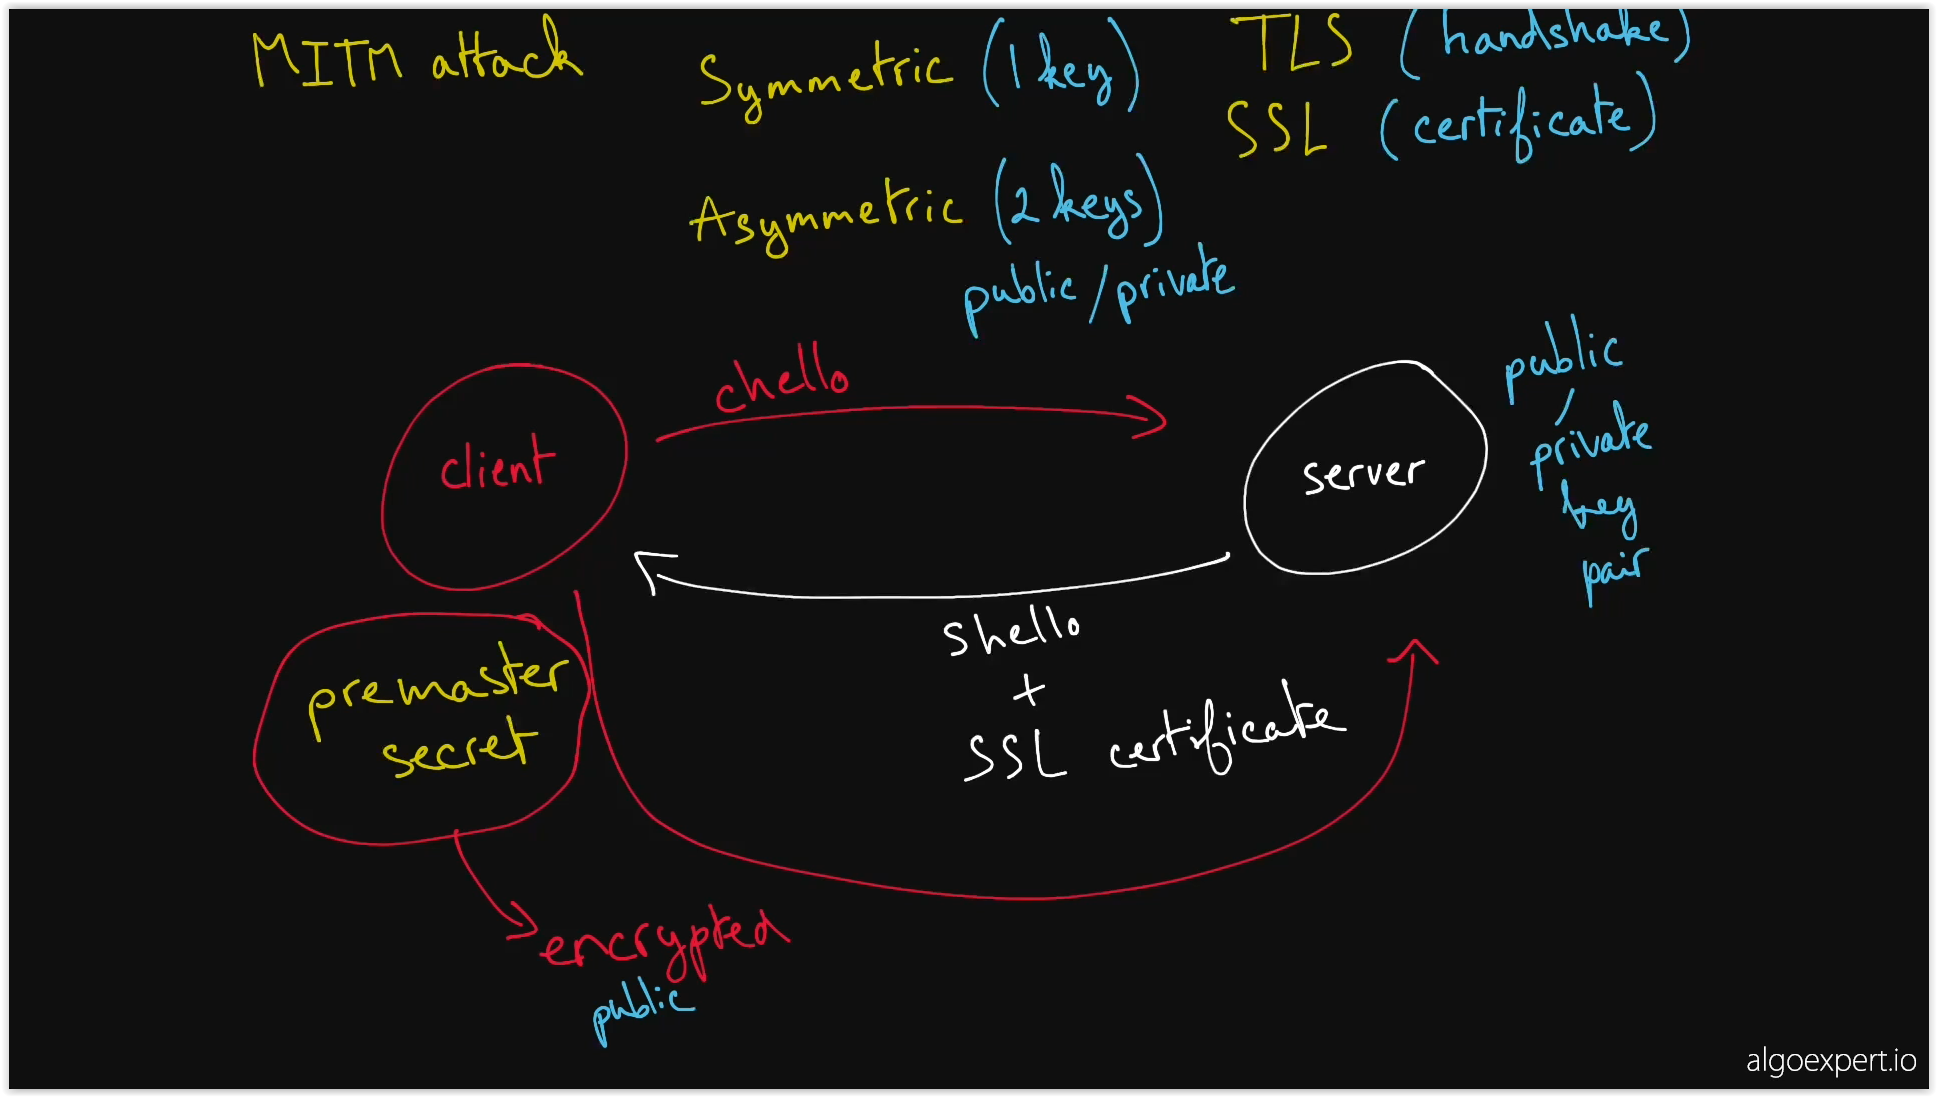 MITM attack
Symmetric (1 key)
Asymmetric (2 keys)
public / private
TLS (handshake)
SSL (certificate)
client
chello
server
public
/
private
key
pair
shello
+
SSL certificate
premaster
secret
encrypted
public
algoexpert.io